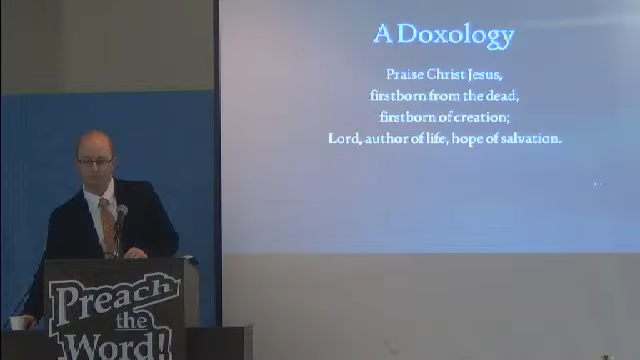 A Doxology
Praise Christ Jesus,
firstborn from the dead,
firstborn of creation;
Lord, author of life, hope of salvation.
Preach
the
Word!